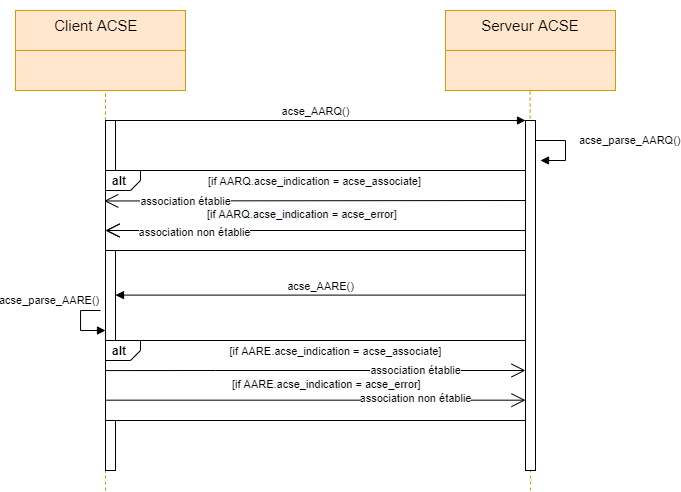 Client ACSE
Serveur ACSE
acse_AARQ()
acse_parse_AARQ()
alt
[if AARQ.acse_indication = acse_associate]
association établie
[if AARQ.acse_indication = acse_error]
association non établie
acse_AARE()
acse_parse_AARE()
alt
[if AARE.acse_indication = acse_associate]
association établie
[if AARE.acse_indication = acse_error]
association non établie